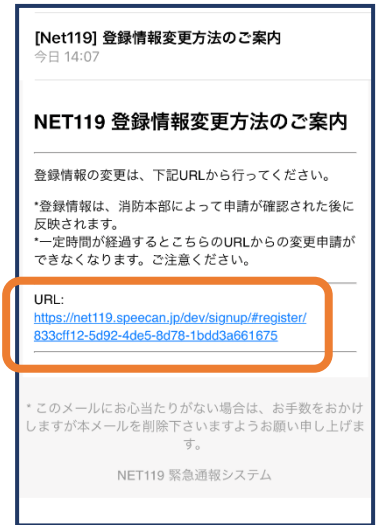 [Net119] 登録情報変更方法のご案内
今日 14:07
NET119 登録情報変更方法のご案内
登録情報の変更は、下記URLから行ってください。
*登録情報は、消防本部によって申請が確認された後に
反映されます。
*一定時間が経過するとこちらのURLからの変更申請が
できなくなります。ご注意ください。
URL:
https://net119.speecan.jp/dev/signup/#register/
833cff12-5d92-4de5-8d78-1bdd3a661675
* このメールにお心当たりがない場合は、お手数をおかけ
しますが本メールを削除下さいますようお願い申し上げま
す。
NET119 緊急通報システム